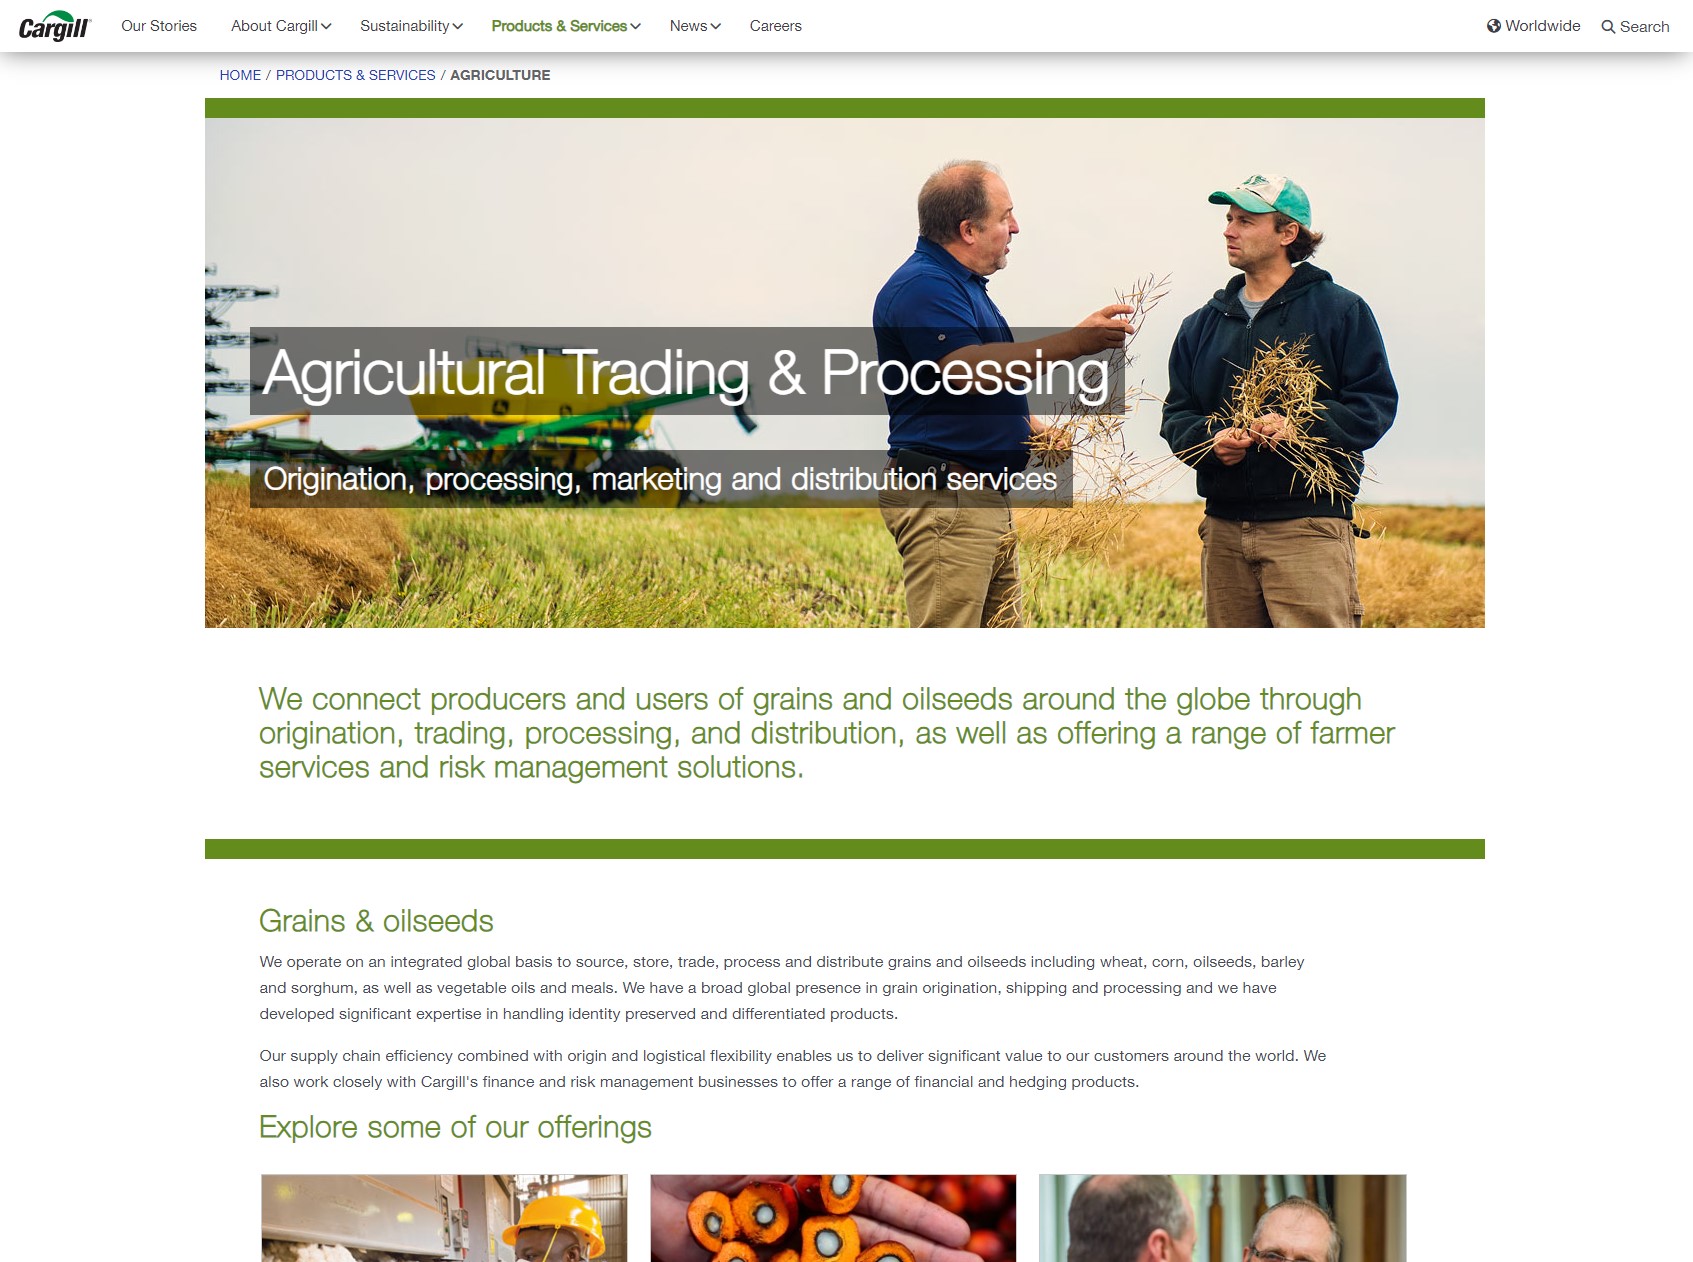 Cargill
Our Stories
About Cargill
Sustainability
Products & Services
News
Careers
Worldwide
Search
HOME / PRODUCTS & SERVICES / AGRICULTURE
Agricultural Trading & Processing
Origination, processing, marketing and distribution services
We connect producers and users of grains and oilseeds around the globe through
origination, trading, processing, and distribution, as well as offering a range of farmer
services and risk management solutions.
Grains & oilseeds
We operate on an integrated global basis to source, store, trade, process and distribute grains and oilseeds including wheat, corn, oilseeds, barley
and sorghum, as well as vegetable oils and meals. We have a broad global presence in grain origination, shipping and processing and we have
developed significant expertise in handling identity preserved and differentiated products.
Our supply chain efficiency combined with origin and logistical flexibility enables us to deliver significant value to our customers around the world. We
also work closely with Cargill's finance and risk management businesses to offer a range of financial and hedging products.
Explore some of our offerings